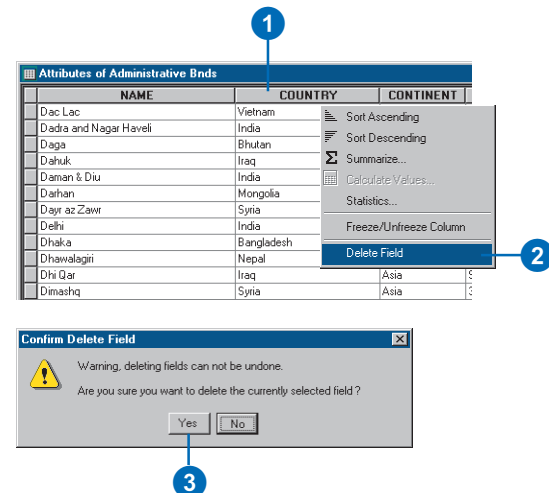 1
Attributes of Administrative Bnds
NAME COUNTRY CONTINENT
Dac Lac Vietnam
Dadra and Nagar Haveli India
Daga Bhutan
Dahuk Iraq
Daman & Diu India
Darhan Mongolia
Dayr az Zawr Syria
Delhi India
Dhaka Bangladesh
Dhawalagiri Nepal
Dhi Qar Iraq Asia
Dimashq Syria Asia
Sort Ascending
Sort Descending
Σ Summarize...
Calculate Values...
Statistics...
Freeze/Unfreeze Column
Delete Field
2
Confirm Delete Field
Warning, deleting fields can not be undone.
Are you sure you want to delete the currently selected field ?
Yes No
3